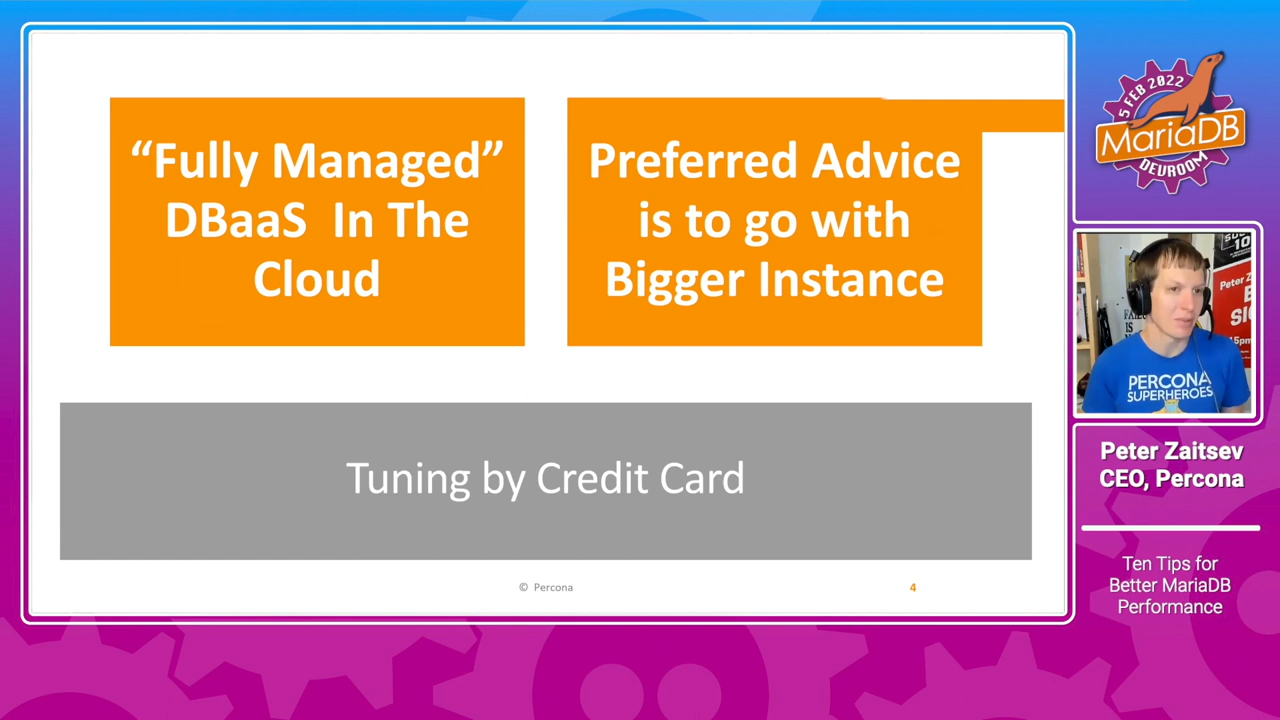 “Fully Managed”
DBaaS In The
Cloud
Preferred Advice
is to go with
Bigger Instance
Tuning by Credit Card
© Percona
4
5 FEB 2022
MariaDB
DEVROOM
Peter Z
PERCONA
SUPERHEROES
Peter Zaitsev
CEO, Percona
Ten Tips for
Better MariaDB
Performance